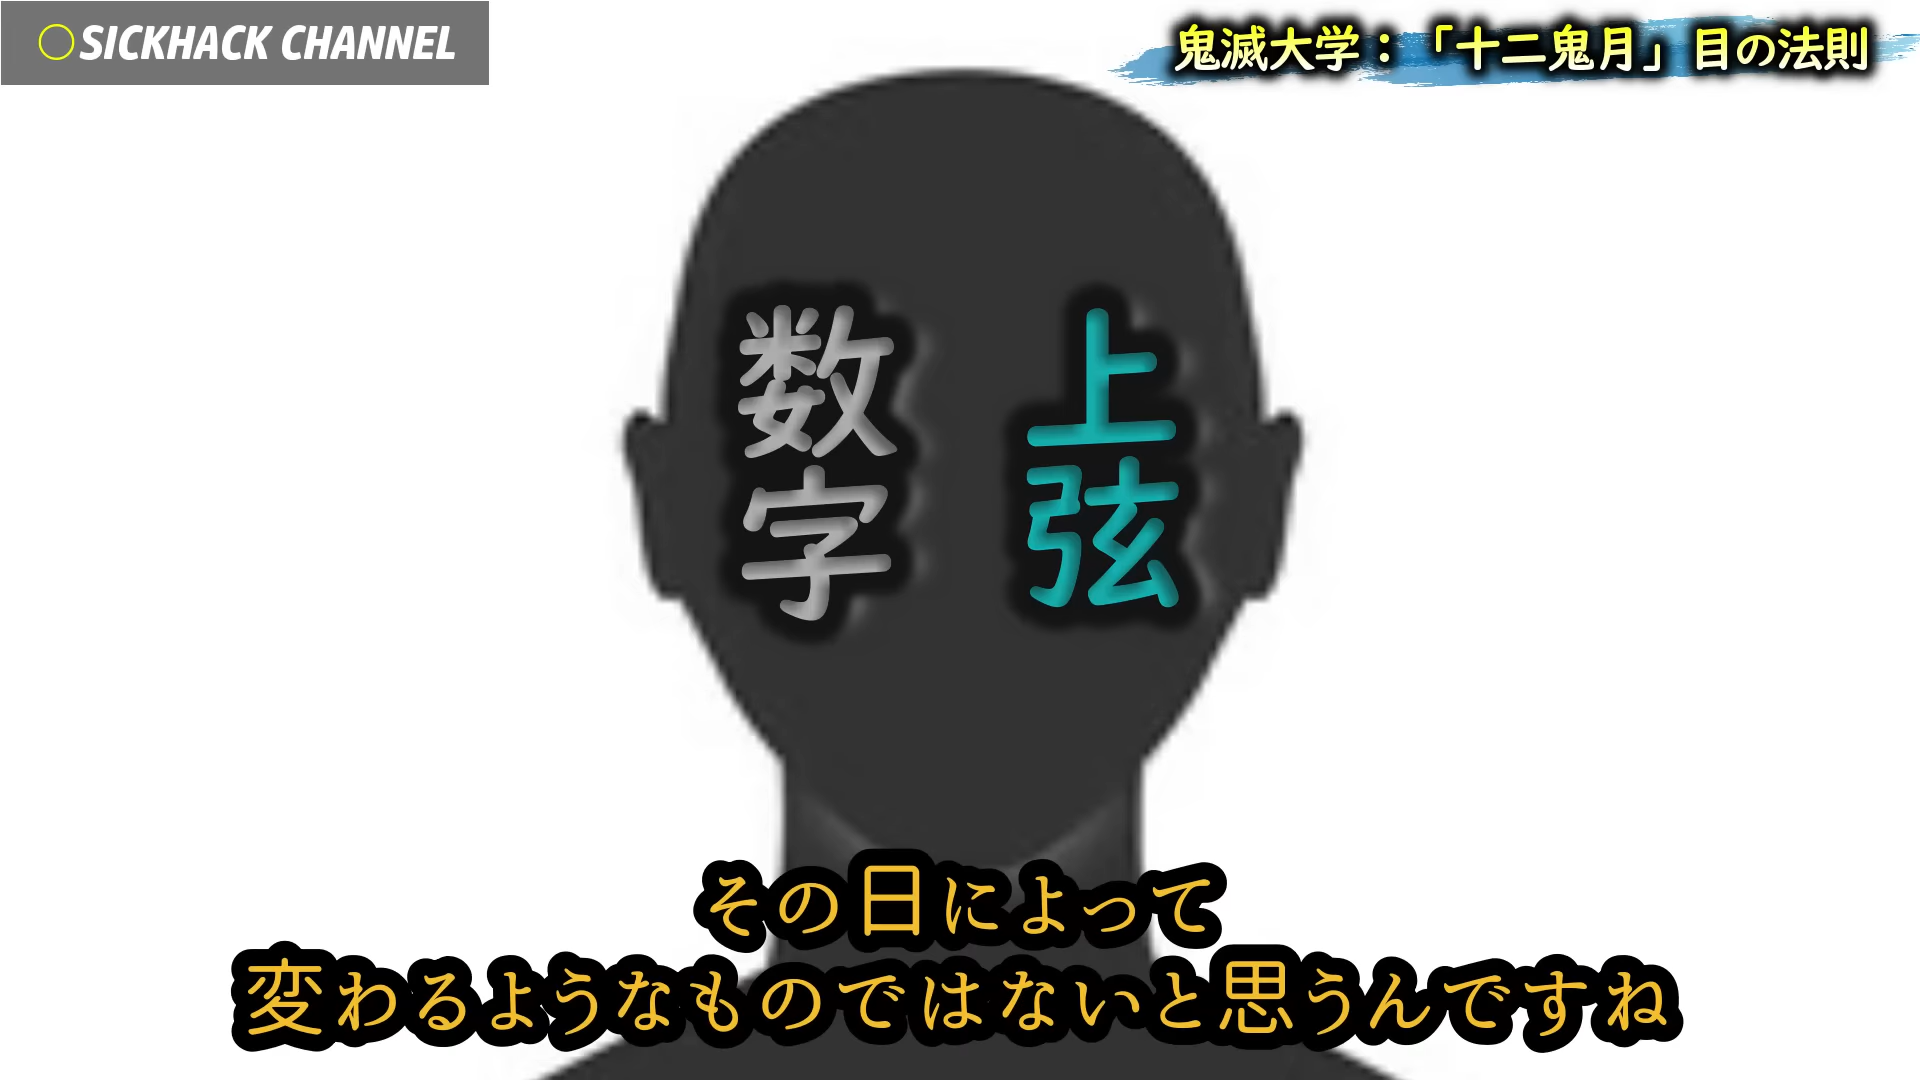 ○SICKHACK CHANNEL
鬼滅大学：「十二鬼月」目の法則
数字
上弦
その日によって
変わるようなものではないと思うんですね